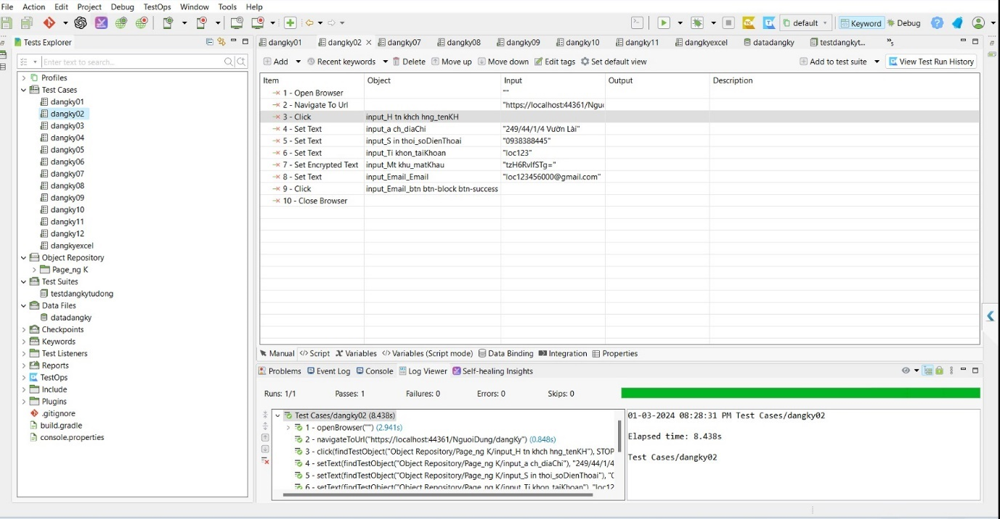 File Action Edit Project Debug TestOps Window Tools Help
default Keyword Debug
Tests Explorer
dangky01 dangky02 dangky07 dangky08 dangky09 dangky10 dangky11 dangkyexcel datadangky testdangkyt...
Enter text to search...
Add Recent keywords Delete Move up Move down Edit tags Set default view Add to test suite View Test Run History
Profiles
Test Cases
dangky01
dangky02
dangky03
dangky04
dangky05
dangky06
dangky07
dangky08
dangky09
dangky10
dangky11
dangky12
dangkyexcel
Object Repository
Page_ng K
Test Suites
testdangkytudong
Data Files
datadangky
Checkpoints
Keywords
Test Listeners
Reports
TestOps
Include
Plugins
.gitignore
build.gradle
console.properties
Item Object Input Output Description
1 - Open Browser ""
2 - Navigate To Url "https://localhost:44361/Nguo
3 - Click input_H tn khch hng_tenKH
4 - Set Text input_a ch_diaChi "249/44/1/4 Vườn Lài"
5 - Set Text input_S in thoi_soDienThoai "0938388445"
6 - Set Text input_Ti khon_taiKhoan "loc123"
7 - Set Encrypted Text input_Mt khu_matKhau "tzH6RvlfSTg="
8 - Set Text input_Email_Email "loc123456000@gmail.com"
9 - Click input_Email_btn btn-block btn-success
10 - Close Browser
Manual Script Variables Variables (Script mode) Data Binding Integration Properties
Problems Event Log Console Log Viewer Self-healing Insights
Runs: 1/1 Passes: 1 Failures: 0 Errors: 0 Skips: 0
Test Cases/dangky02 (8.438s)
1 - openBrowser("") (2.941s)
2 - navigateToUrl("https://localhost:44361/NguoiDung/dangKy") (0.848s)
3 - click(findTestObject("Object Repository/Page_ng K/input_H tn khch hng_tenKH"), STOP
4 - setText(findTestObject("Object Repository/Page_ng K/input_a ch_diaChi"), "249/44/1/4
5 - setText(findTestObject("Object Repository/Page_ng K/input_S in thoi_soDienThoai"), "0
6 - setText(findTestObject("Object Repository/Page_ng K/input_Ti khon_taiKhoan"), "loc12
01-03-2024 08:28:31 PM Test Cases/dangky02
Elapsed time: 8.438s
Test Cases/dangky02